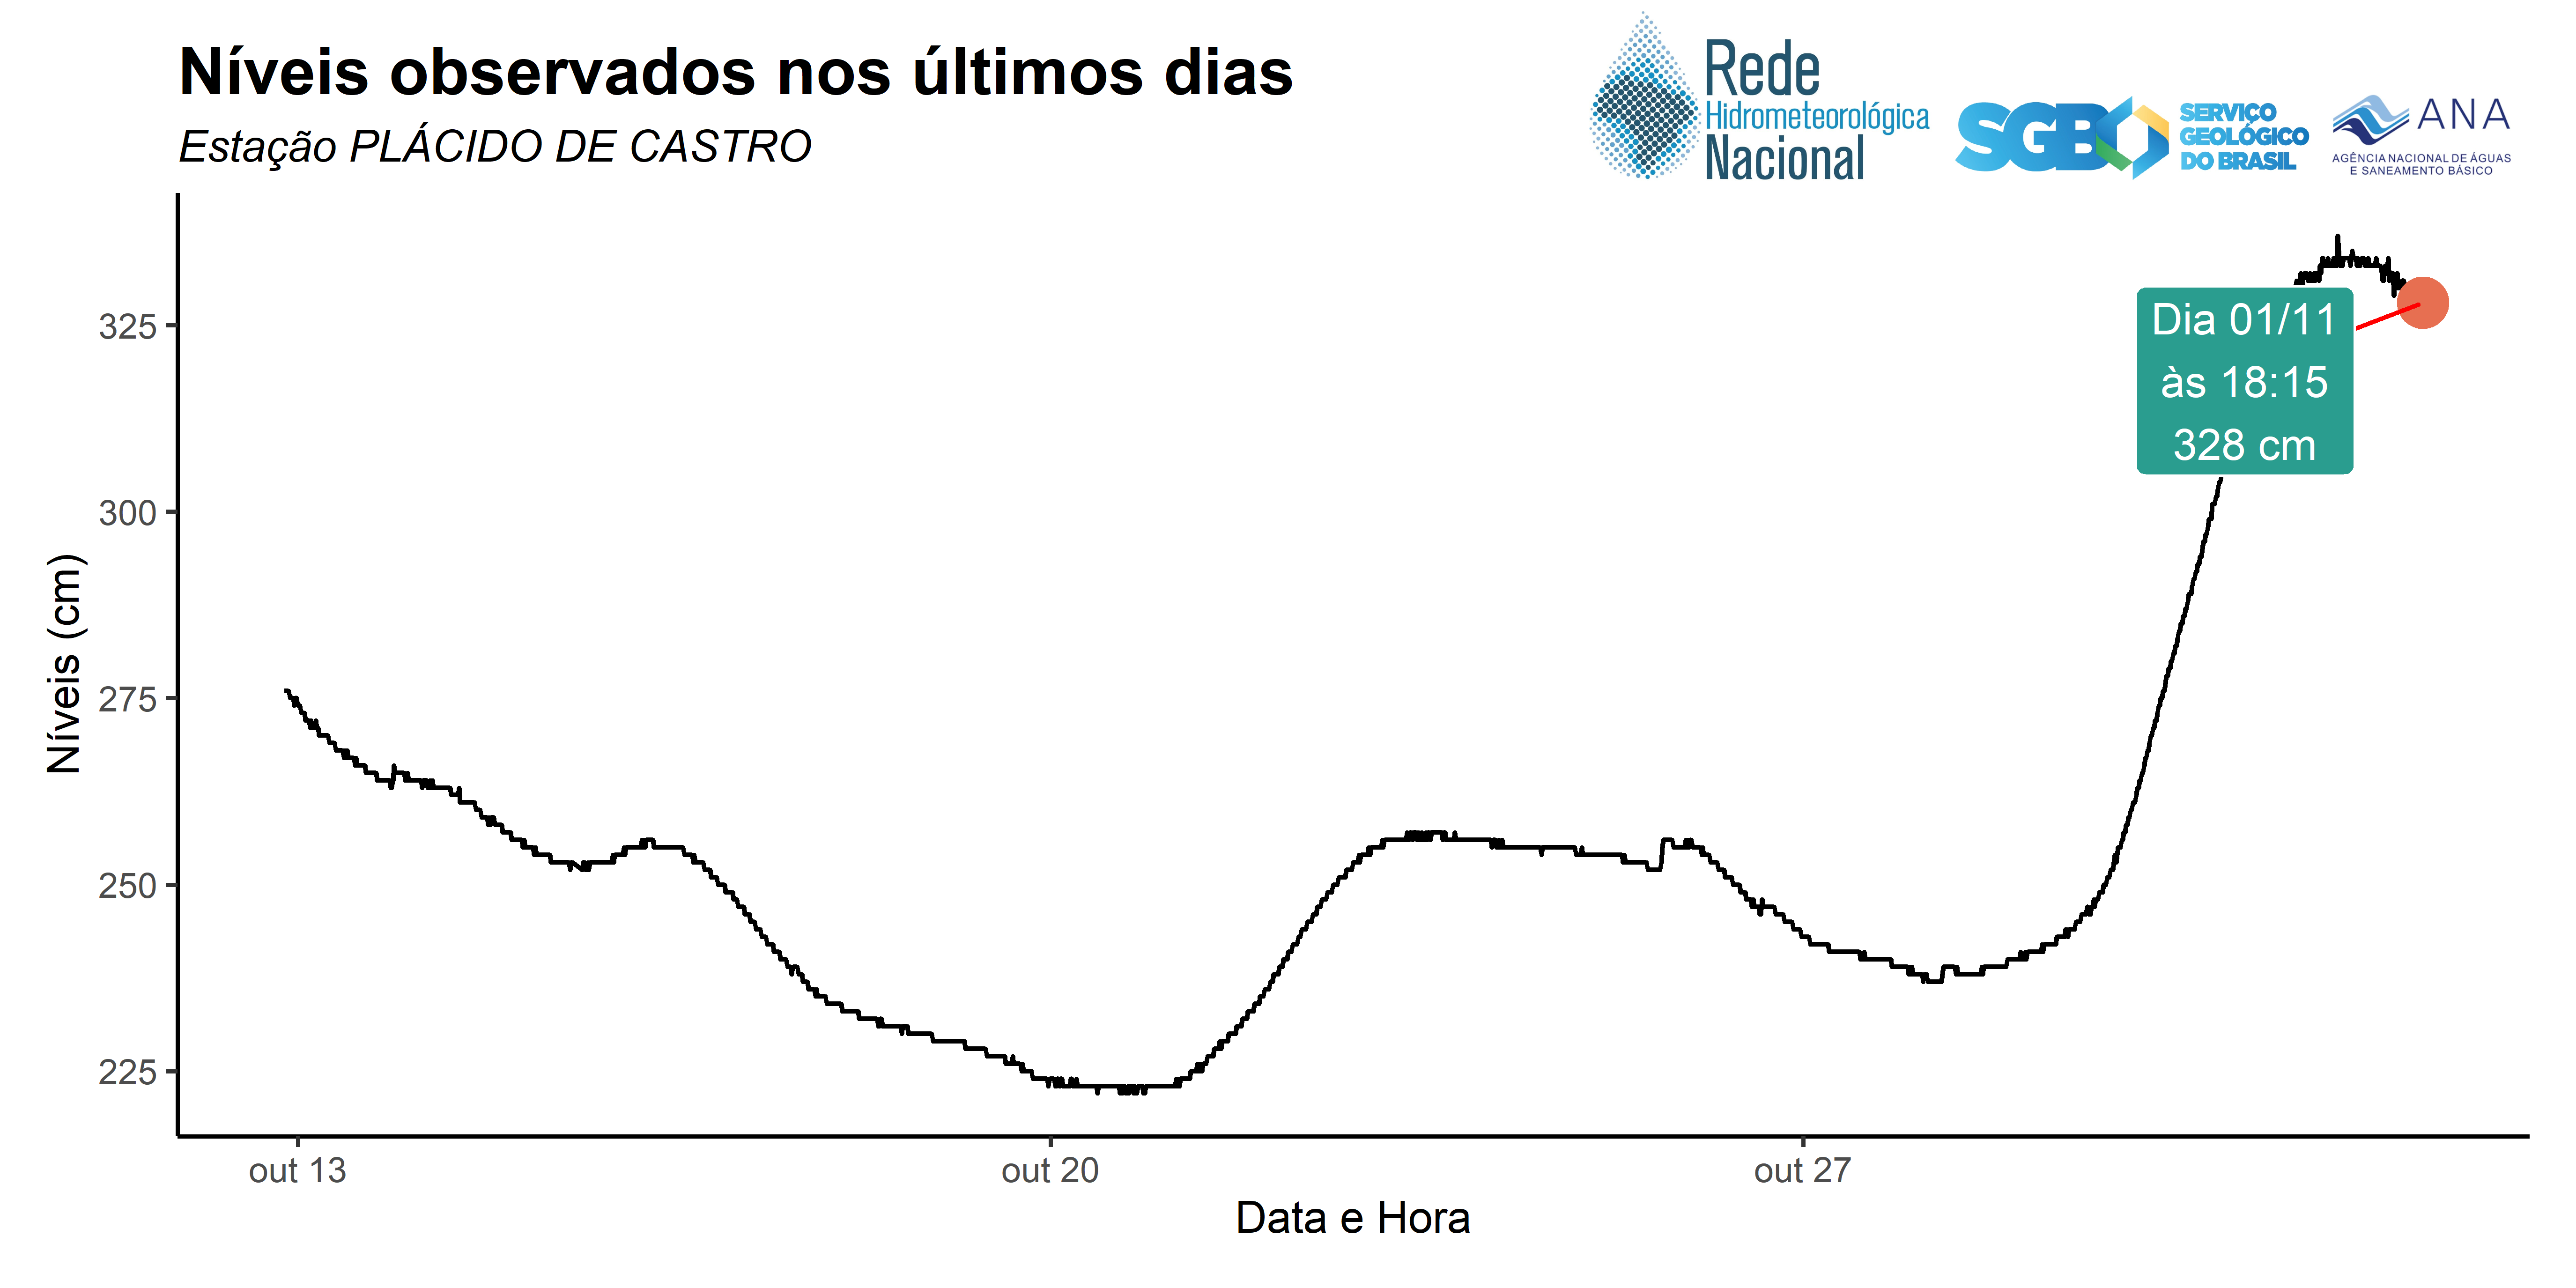 Níveis observados nos últimos dias
Estação PLÁCIDO DE CASTRO
Rede
Hidrometeorológica
Nacional
SGB
SERVIÇO
GEOLÓGICO
DO BRASIL
ANA
AGÊNCIA NACIONAL DE ÁGUAS
E SANEAMENTO BÁSICO
Níveis (cm)
325
300
275
250
225
Dia 01/11
às 18:15
328 cm
out 13
out 20
out 27
Data e Hora